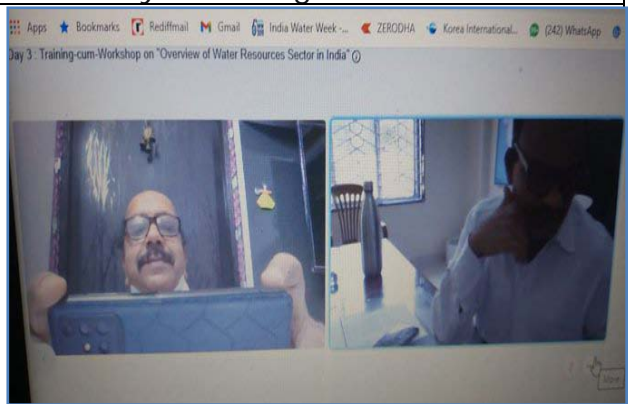 Apps Bookmarks Rediffmail Gmail India Water Week -... ZERODHA Korea International... (242) WhatsApp
Day 3 : Training-cum-Workshop on "Overview of Water Resources Sector in India"
More